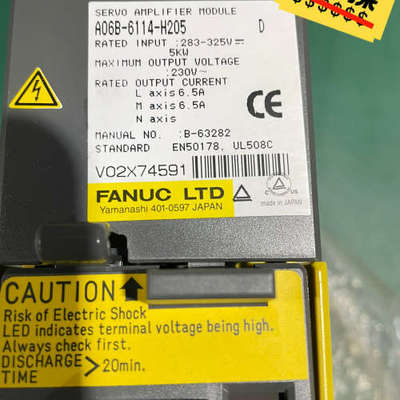 SERVO AMPLIFIER MODULE
A06B-6114-H205 D
RATED INPUT :283-325V⎓
5KW
MAXIMUM OUTPUT VOLTAGE
230V~
RATED OUTPUT CURRENT
L axis 6.5A
M axis 6.5A
N axis
CE
MANUAL NO. :B-63282
STANDARD EN50178, UL508C
V02X74591
FANUC LTD
Yamanashi 401-0597 JAPAN
made in JAPAN
CAUTION
Risk of Electric Shock
LED indicates terminal voltage being high.
Always check first.
DISCHARGE TIME >20min.